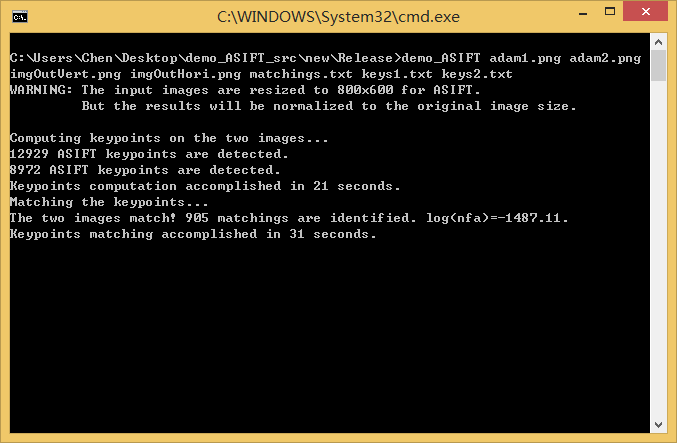 C:\WINDOWS\System32\cmd.exe
C:\Users\Chen\Desktop\demo_ASIFT_src\new\Release>demo_ASIFT adam1.png adam2.png
imgOutVert.png imgOutHori.png matchings.txt keys1.txt keys2.txt
WARNING: The input images are resized to 800x600 for ASIFT.
         But the results will be normalized to the original image size.

Computing keypoints on the two images...
12929 ASIFT keypoints are detected.
8972 ASIFT keypoints are detected.
Keypoints computation accomplished in 21 seconds.
Matching the keypoints...
The two images match! 905 matchings are identified. log(nfa)=-1487.11.
Keypoints matching accomplished in 31 seconds.